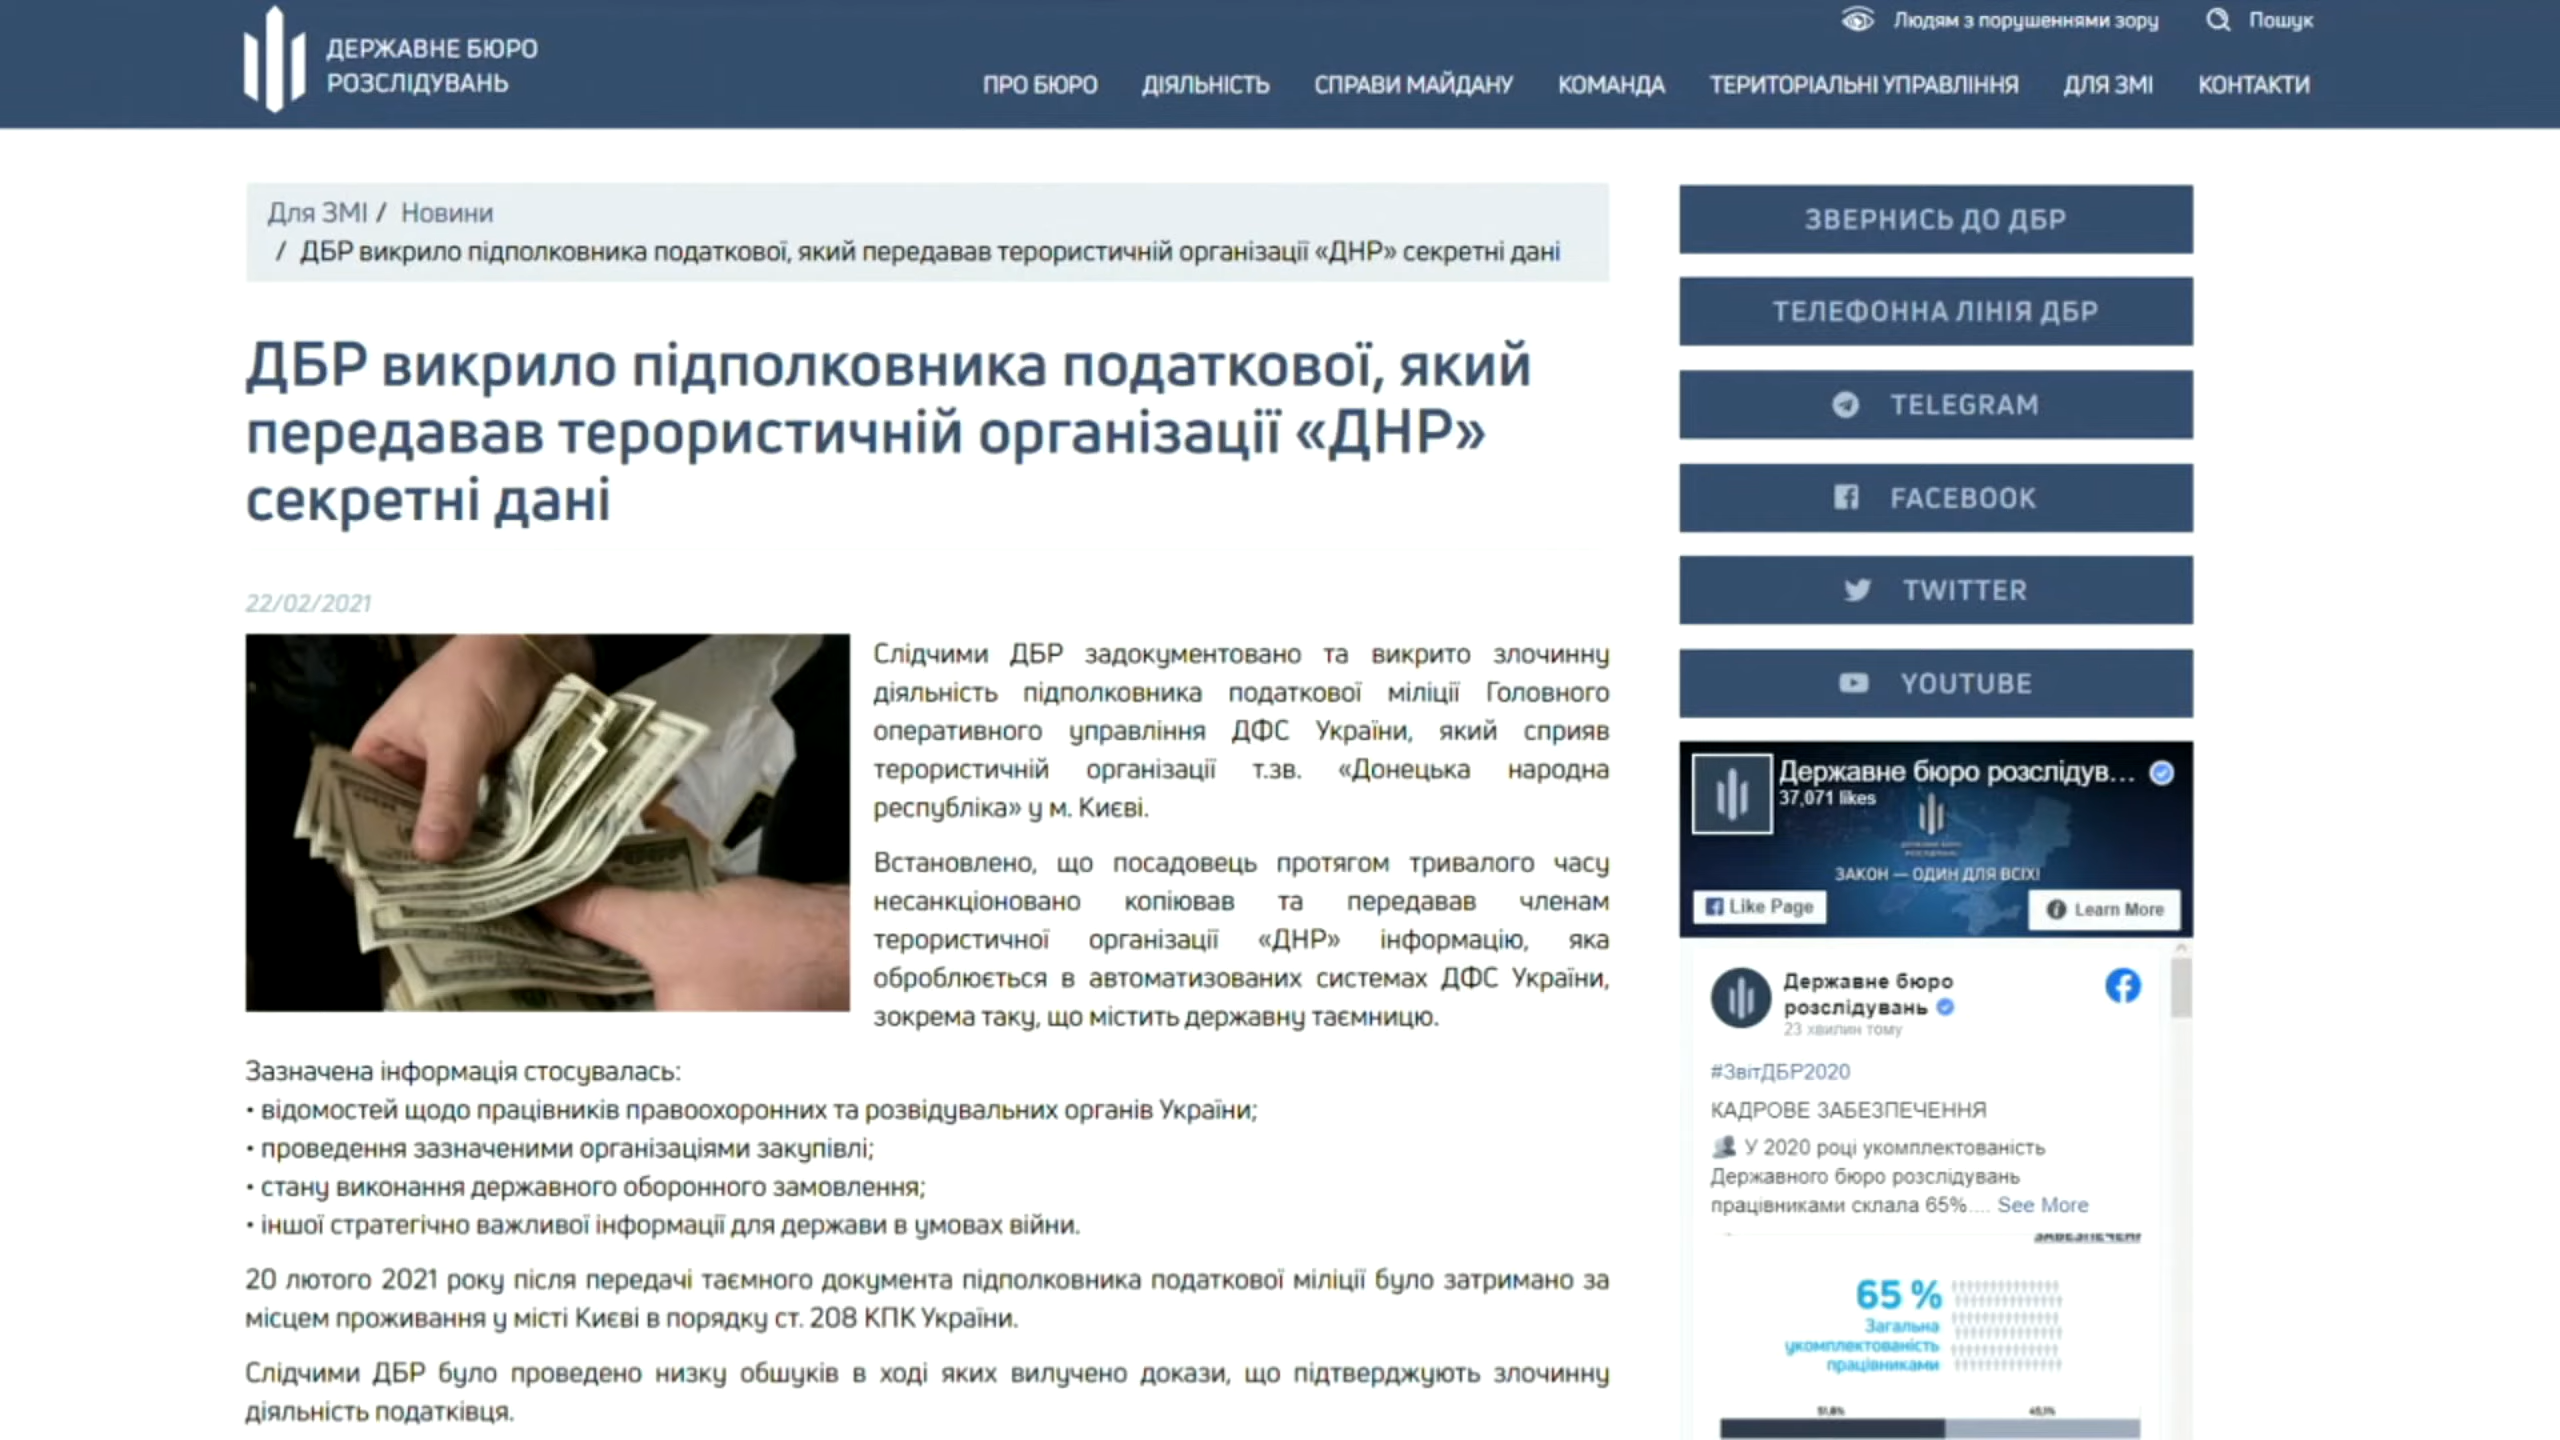 ДЕРЖАВНЕ БЮРО
РОЗСЛІДУВАНЬ
Людям з порушеннями зору
Пошук
ПРО БЮРО ДІЯЛЬНІСТЬ СПРАВИ МАЙДАНУ КОМАНДА ТЕРИТОРІАЛЬНІ УПРАВЛІННЯ ДЛЯ ЗМІ КОНТАКТИ
Для ЗМІ / Новини
/ ДБР викрило підполковника податкової, який передавав терористичній організації «ДНР» секретні дані
ДБР викрило підполковника податкової, який
передавав терористичній організації «ДНР»
секретні дані
22/02/2021
Слідчими ДБР задокументовано та викрито злочинну
діяльність підполковника податкової міліції Головного
оперативного управління ДФС України, який сприяв
терористичній організації т.зв. «Донецька народна
республіка» у м. Києві.
Встановлено, що посадовець протягом тривалого часу
несанкціоновано копіював та передавав членам
терористичної організації «ДНР» інформацію, яка
оброблюється в автоматизованих системах ДФС України,
зокрема таку, що містить державну таємницю.
Зазначена інформація стосувалась:
• відомостей щодо працівників правоохоронних та розвідувальних органів України;
• проведення зазначеними організаціями закупівлі;
• стану виконання державного оборонного замовлення;
• іншої стратегічно важливої інформації для держави в умовах війни.
20 лютого 2021 року після передачі таємного документа підполковника податкової міліції було затримано за
місцем проживання у місті Києві в порядку ст. 208 КПК України.
Слідчими ДБР було проведено низку обшуків в ході яких вилучено докази, що підтверджують злочинну
діяльність податківця.
ЗВЕРНИСЬ ДО ДБР
ТЕЛЕФОННА ЛІНІЯ ДБР
TELEGRAM
FACEBOOK
TWITTER
YOUTUBE
Державне бюро розслідув...
37,071 likes
ЗАКОН — ОДИН ДЛЯ ВСІХ!
Like Page
Learn More
Державне бюро
розслідувань
23 хвилин тому
#ЗвітДБР2020
КАДРОВЕ ЗАБЕЗПЕЧЕННЯ
У 2020 році укомплектованість
Державного бюро розслідувань
працівниками склала 65%.... See More
65 %
Загальна
укомплектованість
працівниками